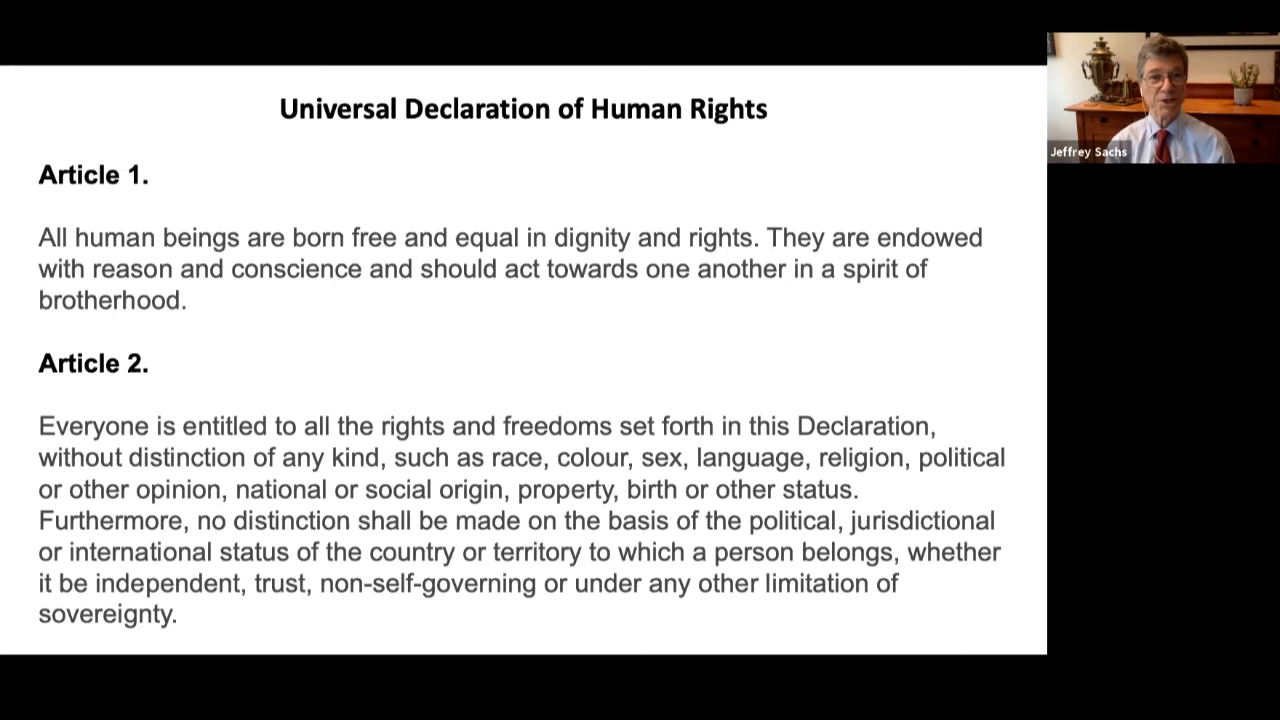 Universal Declaration of Human Rights
Article 1.
All human beings are born free and equal in dignity and rights. They are endowed
with reason and conscience and should act towards one another in a spirit of
brotherhood.
Article 2.
Everyone is entitled to all the rights and freedoms set forth in this Declaration,
without distinction of any kind, such as race, colour, sex, language, religion, political
or other opinion, national or social origin, property, birth or other status.
Furthermore, no distinction shall be made on the basis of the political, jurisdictional
or international status of the country or territory to which a person belongs, whether
it be independent, trust, non-self-governing or under any other limitation of
sovereignty.
Jeffrey Sachs